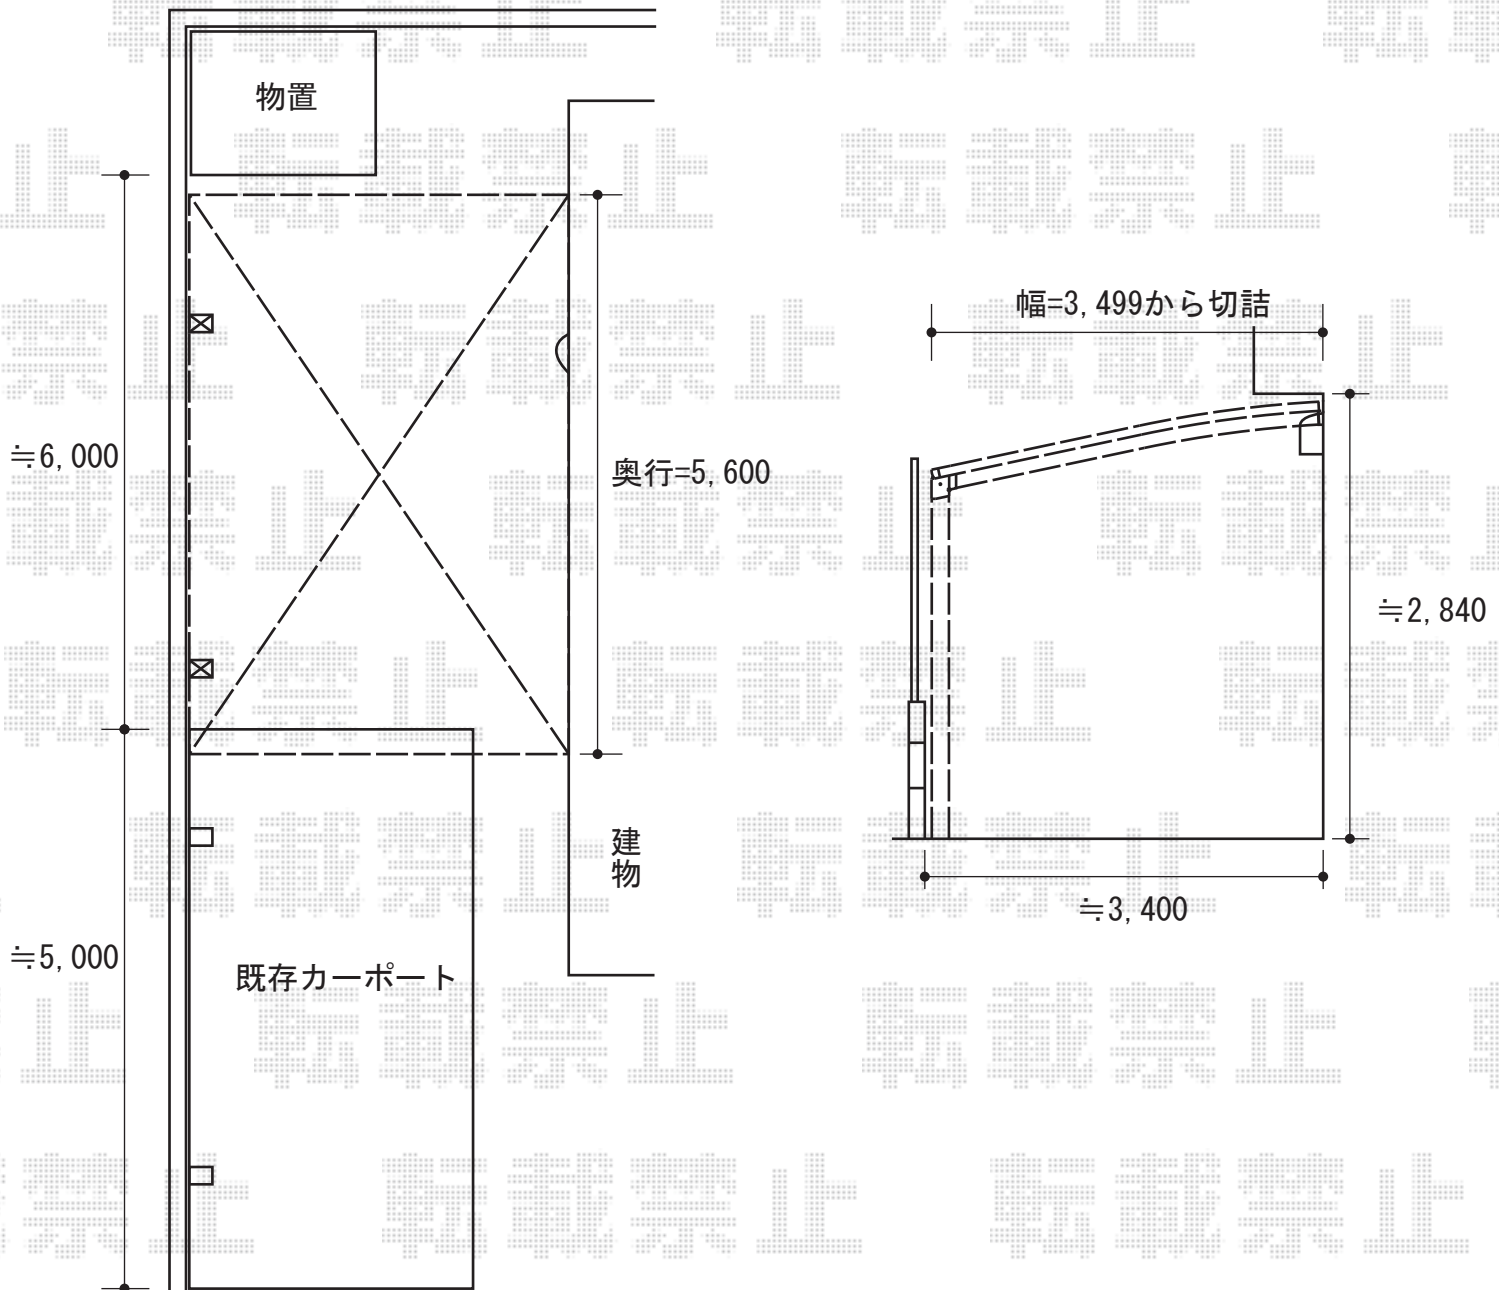 物置
幅=3,499から切詰
≒6,000
奥行=5,600
≒2,840
建物
≒3,400
≒5,000
既存カーポート
転載禁止